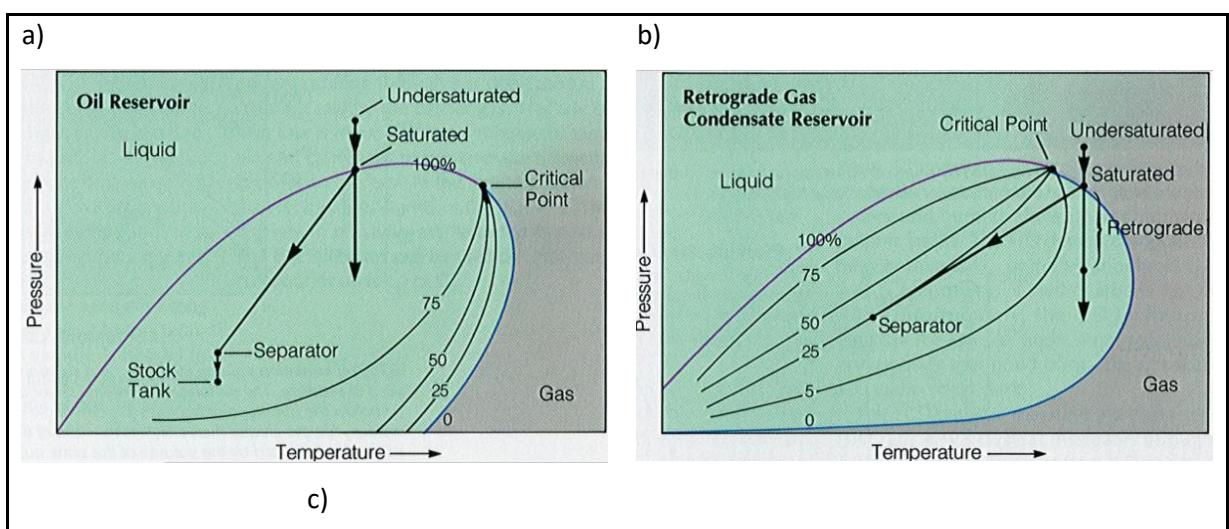 a)
Oil Reservoir
Undersaturated
Liquid
Saturated
100%
Critical
Point
75
Separator
Stock
Tank
50
25
0
Gas
Pressure
Temperature
b)
Retrograde Gas
Condensate Reservoir
Critical Point
Undersaturated
Liquid
Saturated
Retrograde
100%
75
50
Separator
25
5
0
Gas
Pressure
Temperature
c)